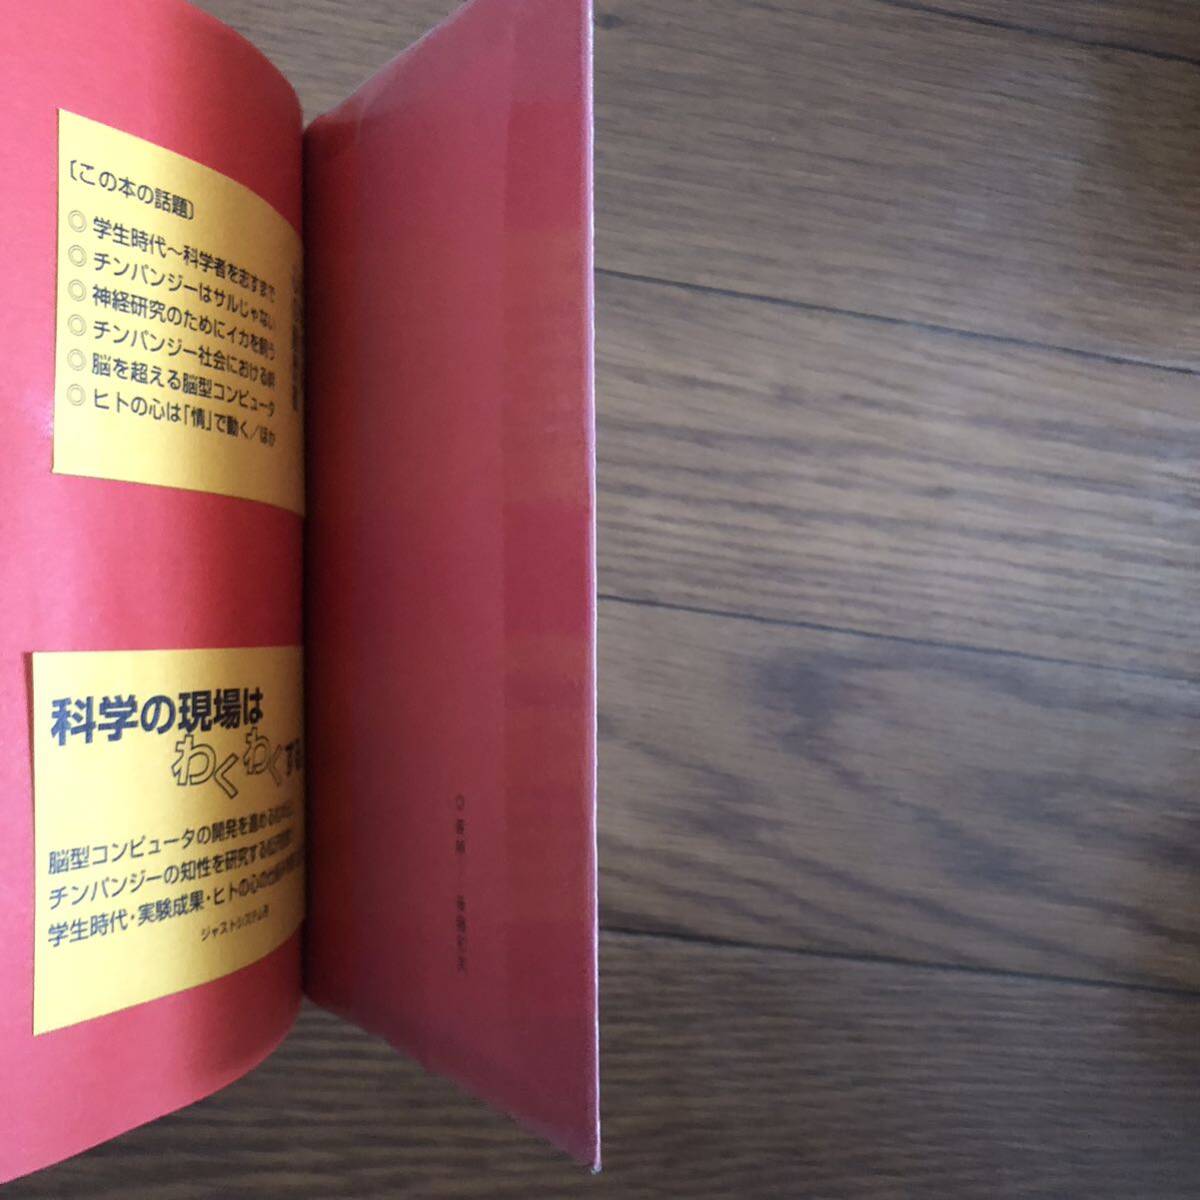 〔この本の話題〕
◎学生時代〜科学者を志すまで
◎チンパンジーはサルじゃない
◎神経研究のためにイカを飼う
◎チンパンジー社会における絆
◎脳を超える脳型コンピュータ
◎ヒトの心は「情」で動く／ほか
科学の現場は
わくわくする
脳型コンピュータの開発を進める
チンパンジーの知性を研究する
学生時代・実験成果・ヒトの心の
ジャストシステム刊